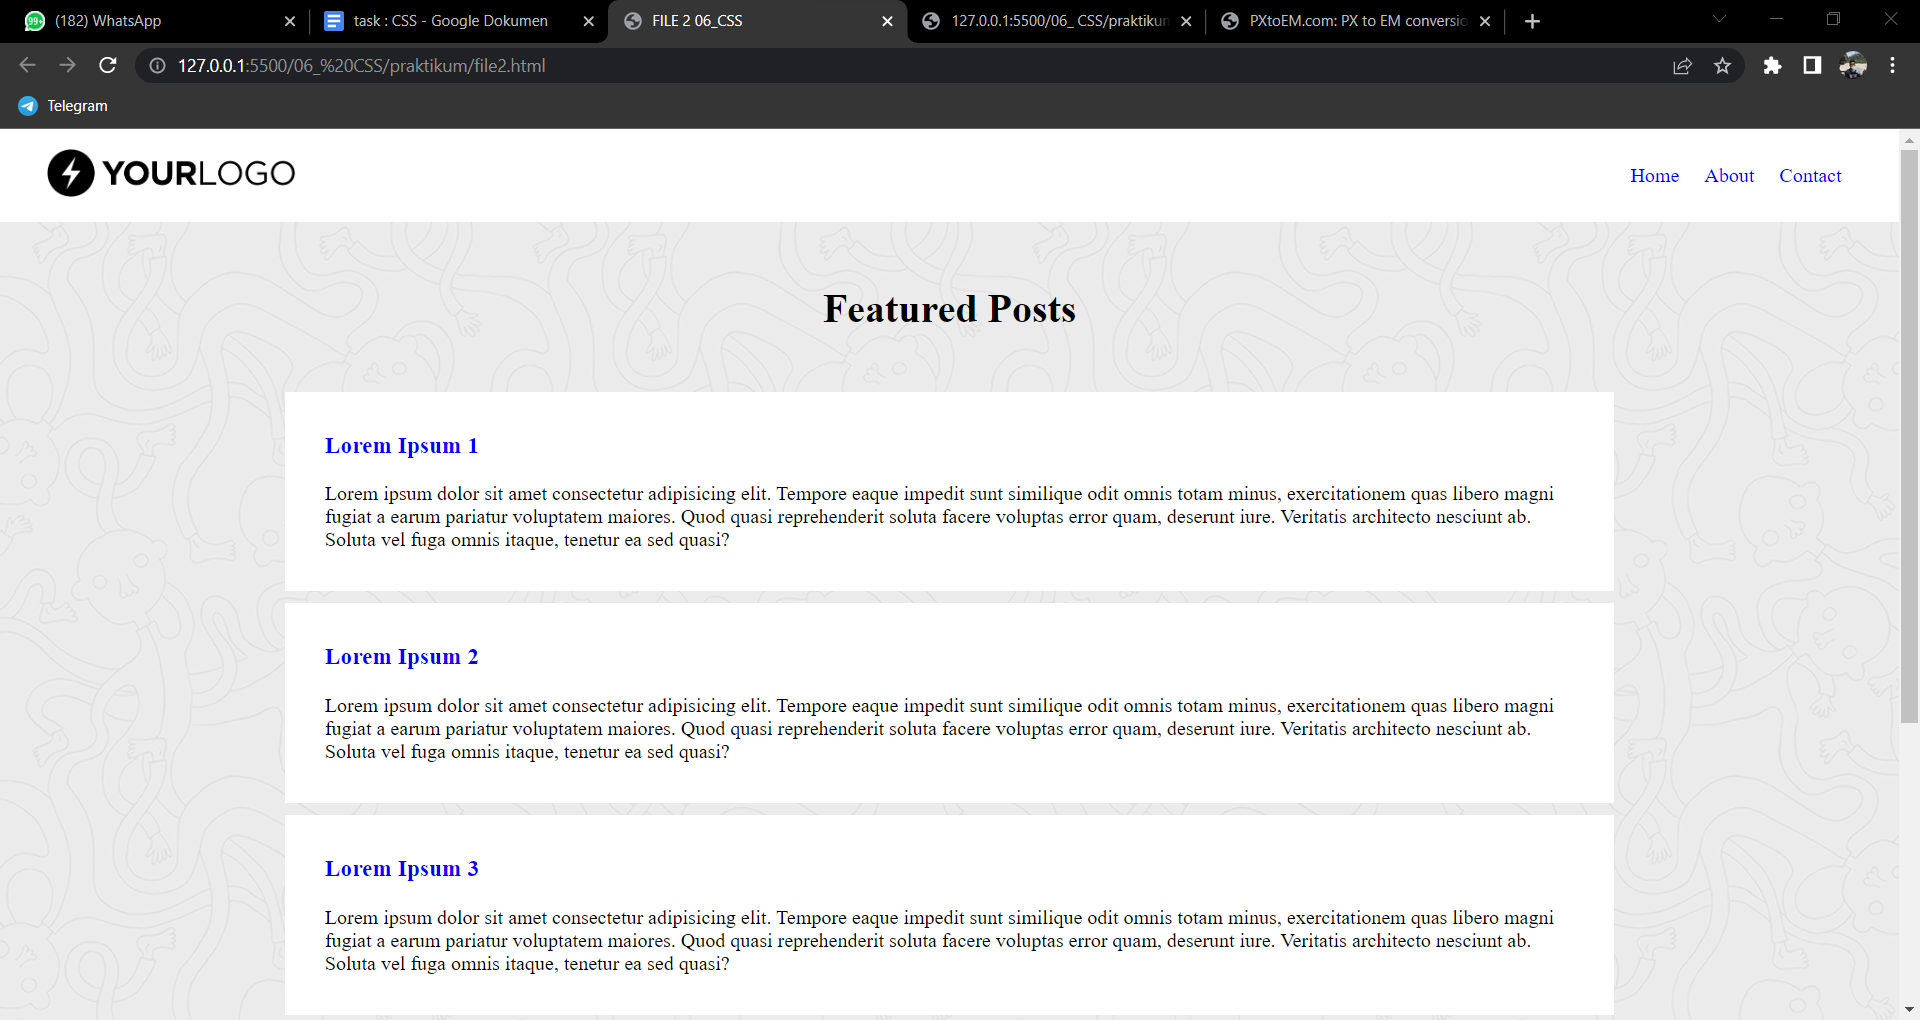 99+ (182) WhatsApp
task : CSS - Google Dokumen
FILE 2 06_CSS
127.0.0.1:5500/06_ CSS/praktikum
PXtoEM.com: PX to EM conversio
127.0.0.1:5500/06_%20CSS/praktikum/file2.html
Telegram
YOURLOGO
Home About Contact
Featured Posts
Lorem Ipsum 1
Lorem ipsum dolor sit amet consectetur adipisicing elit. Tempore eaque impedit sunt similique odit omnis totam minus, exercitationem quas libero magni
fugiat a earum pariatur voluptatem maiores. Quod quasi reprehenderit soluta facere voluptas error quam, deserunt iure. Veritatis architecto nesciunt ab.
Soluta vel fuga omnis itaque, tenetur ea sed quasi?
Lorem Ipsum 2
Lorem ipsum dolor sit amet consectetur adipisicing elit. Tempore eaque impedit sunt similique odit omnis totam minus, exercitationem quas libero magni
fugiat a earum pariatur voluptatem maiores. Quod quasi reprehenderit soluta facere voluptas error quam, deserunt iure. Veritatis architecto nesciunt ab.
Soluta vel fuga omnis itaque, tenetur ea sed quasi?
Lorem Ipsum 3
Lorem ipsum dolor sit amet consectetur adipisicing elit. Tempore eaque impedit sunt similique odit omnis totam minus, exercitationem quas libero magni
fugiat a earum pariatur voluptatem maiores. Quod quasi reprehenderit soluta facere voluptas error quam, deserunt iure. Veritatis architecto nesciunt ab.
Soluta vel fuga omnis itaque, tenetur ea sed quasi?